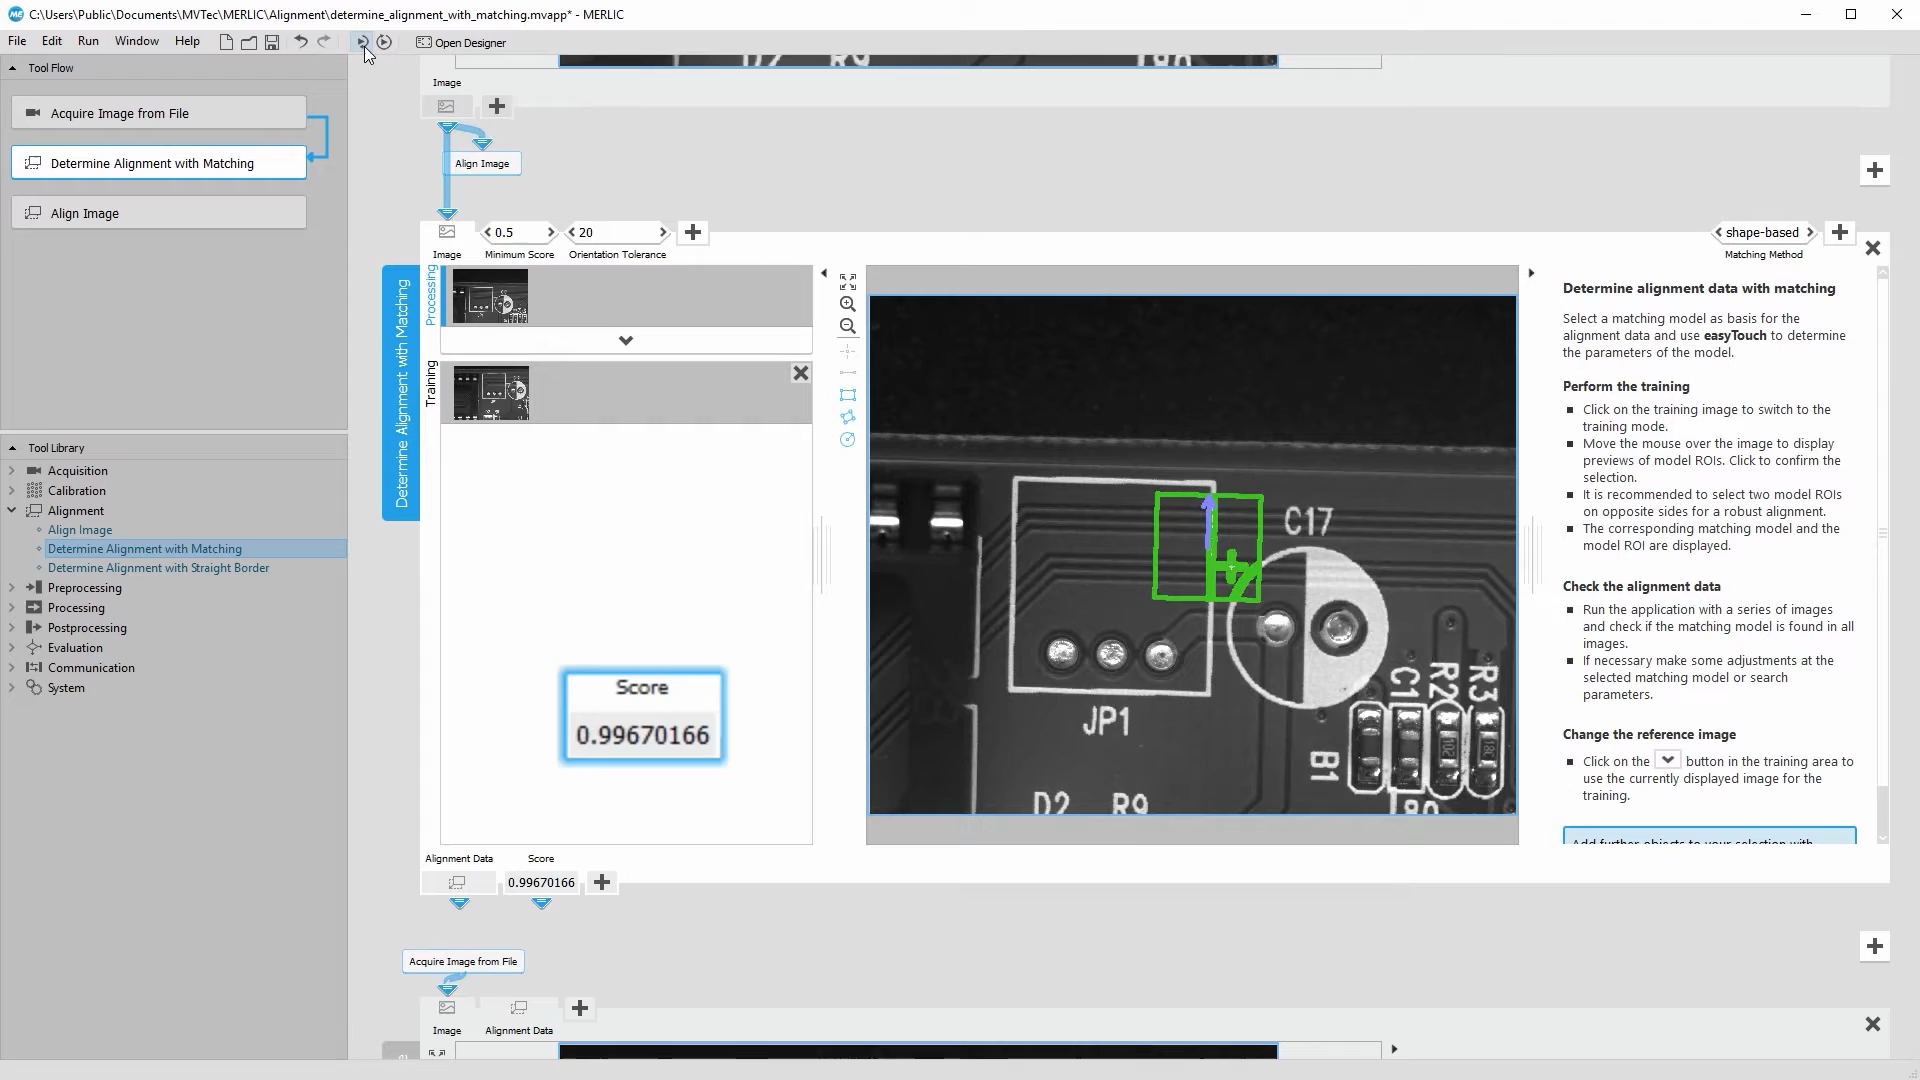 C:\Users\Public\Documents\MVTec\MERLIC\Alignment\determine_alignment_with_matching.mvapp* - MERLIC
File Edit Run Window Help
Open Designer
Tool Flow
Acquire Image from File
Determine Alignment with Matching
Align Image
Tool Library
Acquisition
Calibration
Alignment
Align Image
Determine Alignment with Matching
Determine Alignment with Straight Border
Preprocessing
Processing
Postprocessing
Evaluation
Communication
System
Image
Align Image
0.5 20
Image Minimum Score Orientation Tolerance
shape-based
Matching Method
Determine Alignment with Matching
Processing
Training
Score
0.99670166
C17
JP1
C1
R2
R3
B1
D2 R9
Determine alignment data with matching
Select a matching model as basis for the
alignment data and use easyTouch to determine
the parameters of the model.
Perform the training
Click on the training image to switch to the
training mode.
Move the mouse over the image to display
previews of model ROIs. Click to confirm the
selection.
It is recommended to select two model ROIs
on opposite sides for a robust alignment.
The corresponding matching model and the
model ROI are displayed.
Check the alignment data
Run the application with a series of images
and check if the matching model is found in all
images.
If necessary make some adjustments at the
selected matching model or search
parameters.
Change the reference image
Click on the button in the training area to
use the currently displayed image for the
training.
Add further objects to your selection with
Alignment Data Score
0.99670166
Acquire Image from File
Image Alignment Data